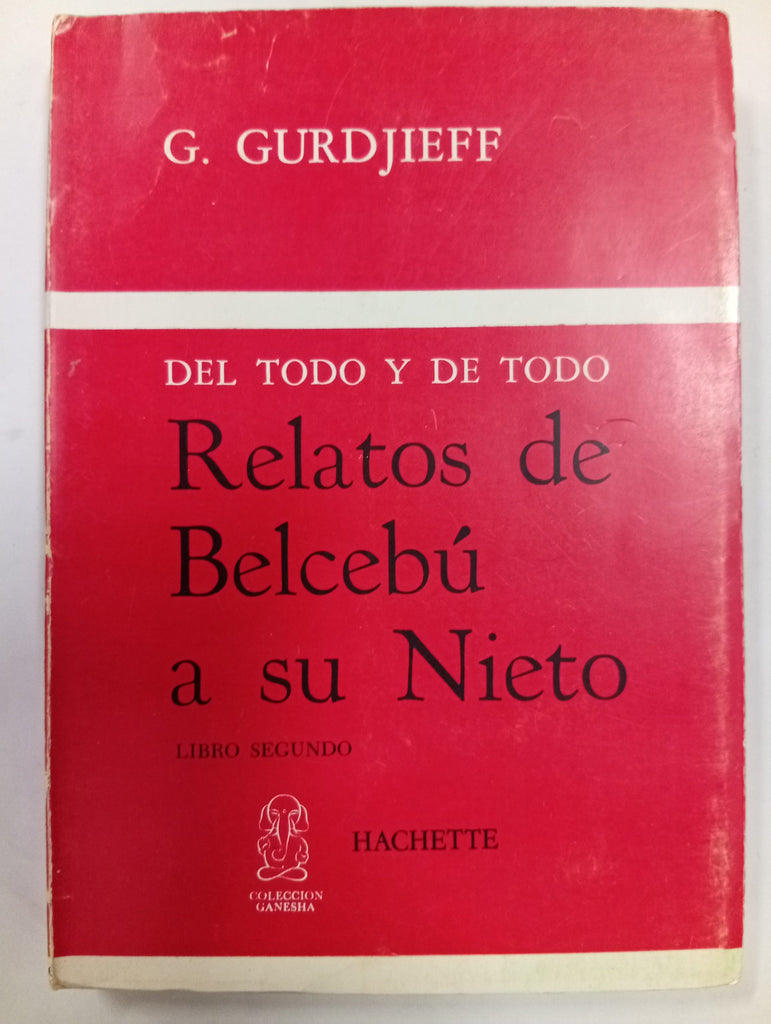 G. GURDJIEFF
DEL TODO Y DE TODO
Relatos de
Belcebú
a su Nieto
LIBRO SEGUNDO
HACHETTE
COLECCION
GANESHA